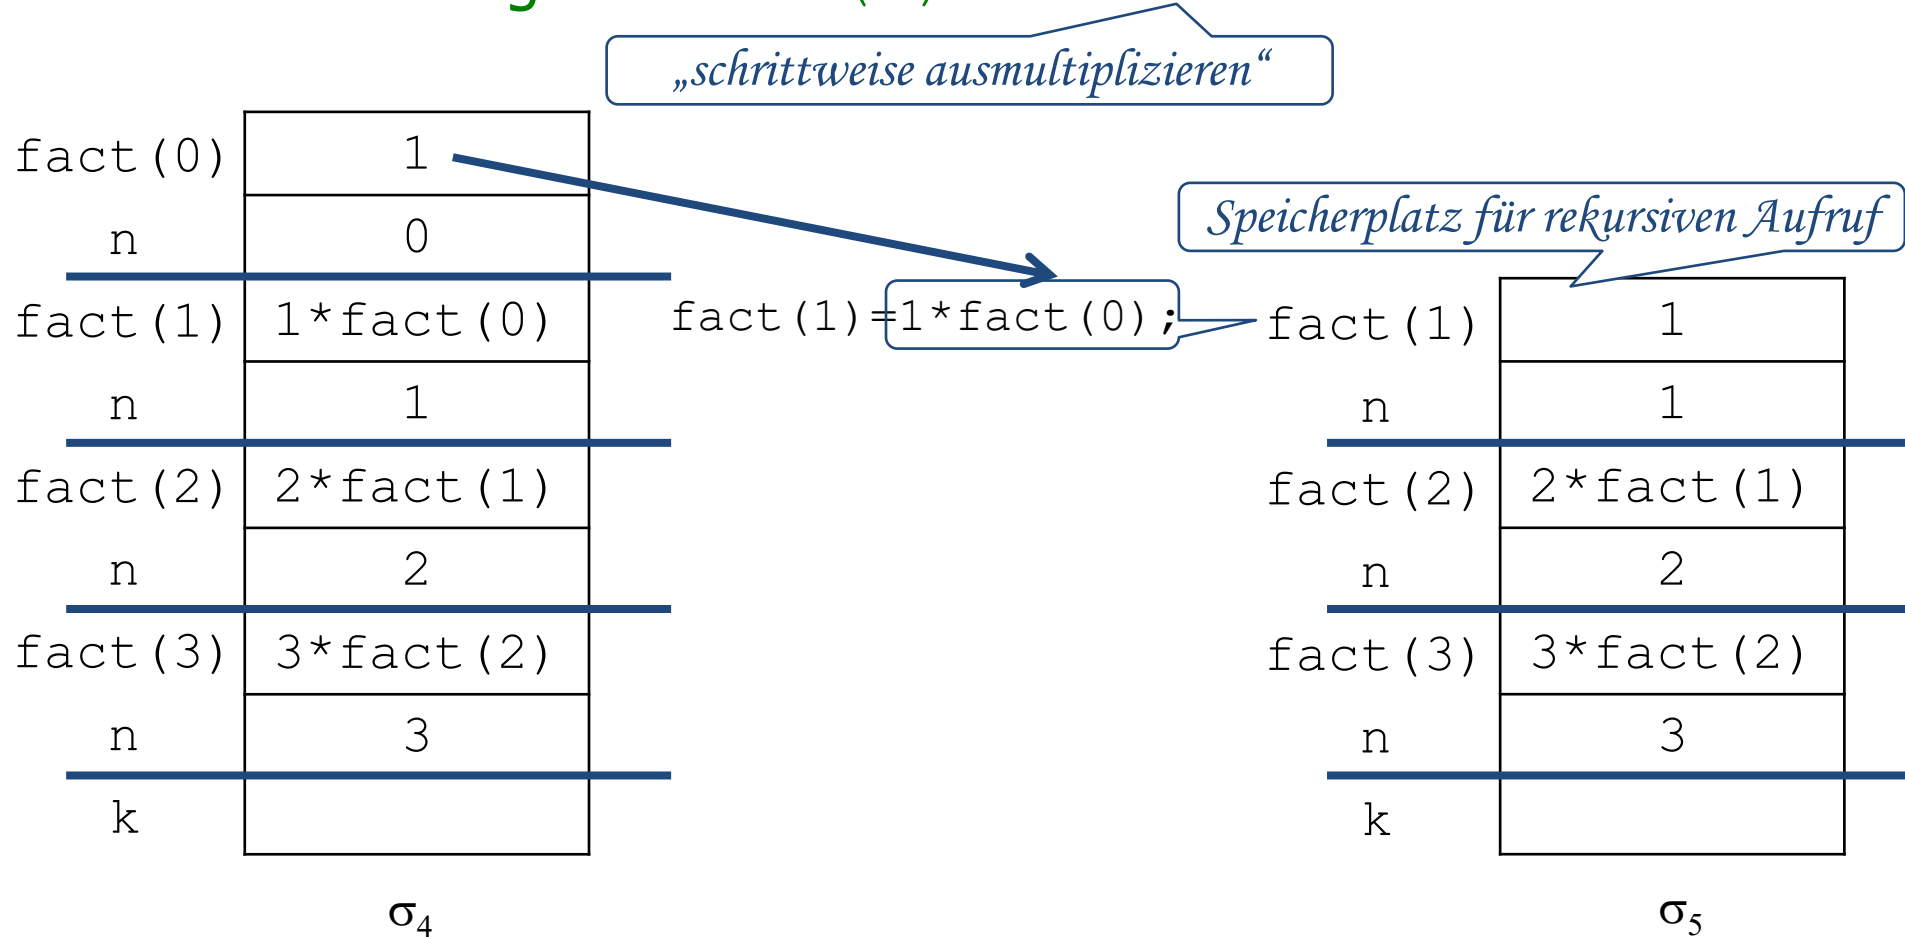 „schrittweise ausmultiplizieren“
fact(0) 1
n 0
fact(1) 1*fact(0)
n 1
fact(2) 2*fact(1)
n 2
fact(3) 3*fact(2)
n 3
k
σ4
fact(1)=1*fact(0);
Speicherplatz für rekursiven Aufruf
fact(1) 1
n 1
fact(2) 2*fact(1)
n 2
fact(3) 3*fact(2)
n 3
k
σ5